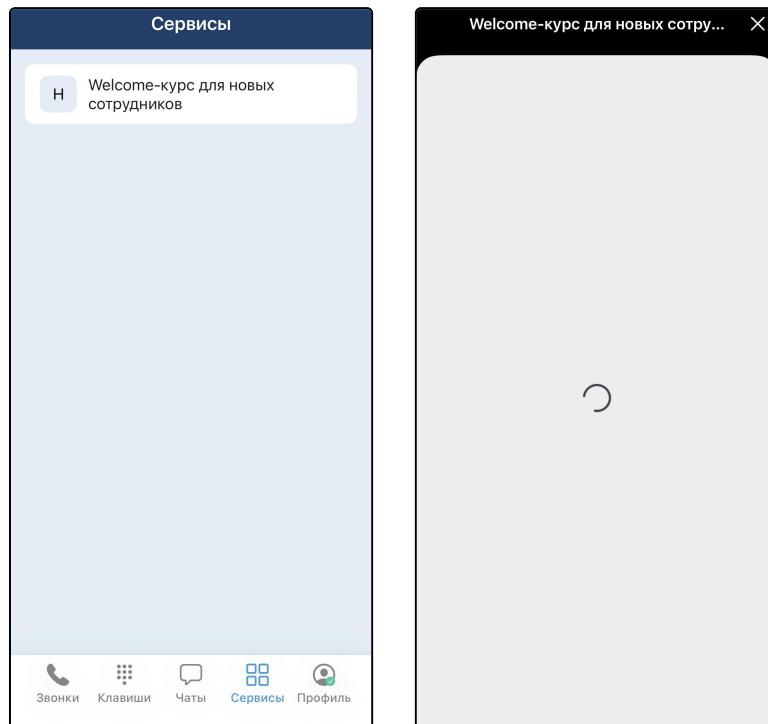 Сервисы
Н
Welcome-курс для новых
сотрудников
Звонки
Клавиши
Чаты
Сервисы
Профиль
Welcome-курс для новых сотру...